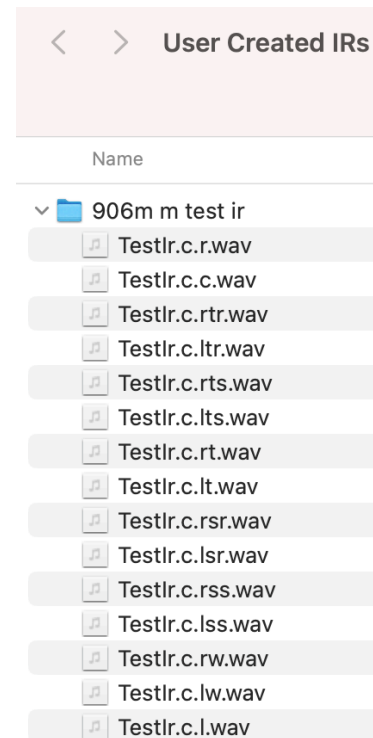 User Created IRs
Name
906m m test ir
TestIr.c.r.wav
TestIr.c.c.wav
TestIr.c.rtr.wav
TestIr.c.ltr.wav
TestIr.c.rts.wav
TestIr.c.lts.wav
TestIr.c.rt.wav
TestIr.c.lt.wav
TestIr.c.rsr.wav
TestIr.c.lsr.wav
TestIr.c.rss.wav
TestIr.c.lss.wav
TestIr.c.rw.wav
TestIr.c.lw.wav
TestIr.c.l.wav